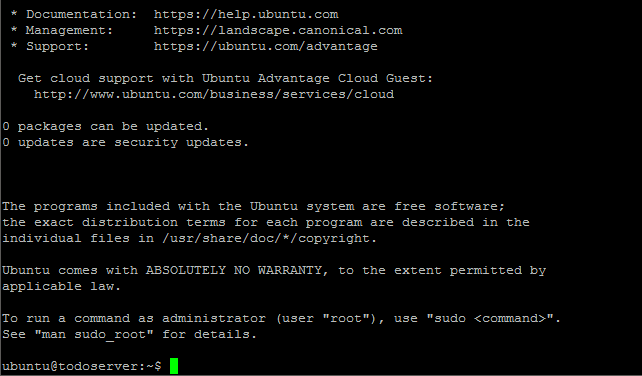 * Documentation:  https://help.ubuntu.com
* Management:     https://landscape.canonical.com
* Support:        https://ubuntu.com/advantage
Get cloud support with Ubuntu Advantage Cloud Guest:
http://www.ubuntu.com/business/services/cloud
0 packages can be updated.
0 updates are security updates.
The programs included with the Ubuntu system are free software;
the exact distribution terms for each program are described in the
individual files in /usr/share/doc/*/copyright.
Ubuntu comes with ABSOLUTELY NO WARRANTY, to the extent permitted by
applicable law.
To run a command as administrator (user "root"), use "sudo <command>".
See "man sudo_root" for details.
ubuntu@todoserver:~$